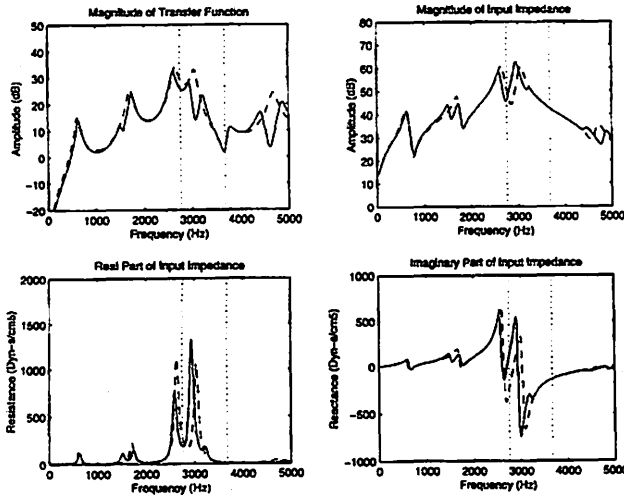 Magnitude of Transfer Function
Amplitude (dB)
50
40
30
20
10
0
−10
−20
0 1000 2000 3000 4000 5000
Frequency (Hz)
Magnitude of Input Impedance
Amplitude (dB)
80
70
60
50
40
30
20
10
0
0 1000 2000 3000 4000 5000
Frequency (Hz)
Real Part of Input Impedance
Resistance (Dyn-s/cm5)
2000
1500
1000
500
0
0 1000 2000 3000 4000 5000
Frequency (Hz)
Imaginary Part of Input Impedance
Reactance (Dyn-s/cm5)
1000
500
0
−500
−1000
0 1000 2000 3000 4000 5000
Frequency (Hz)